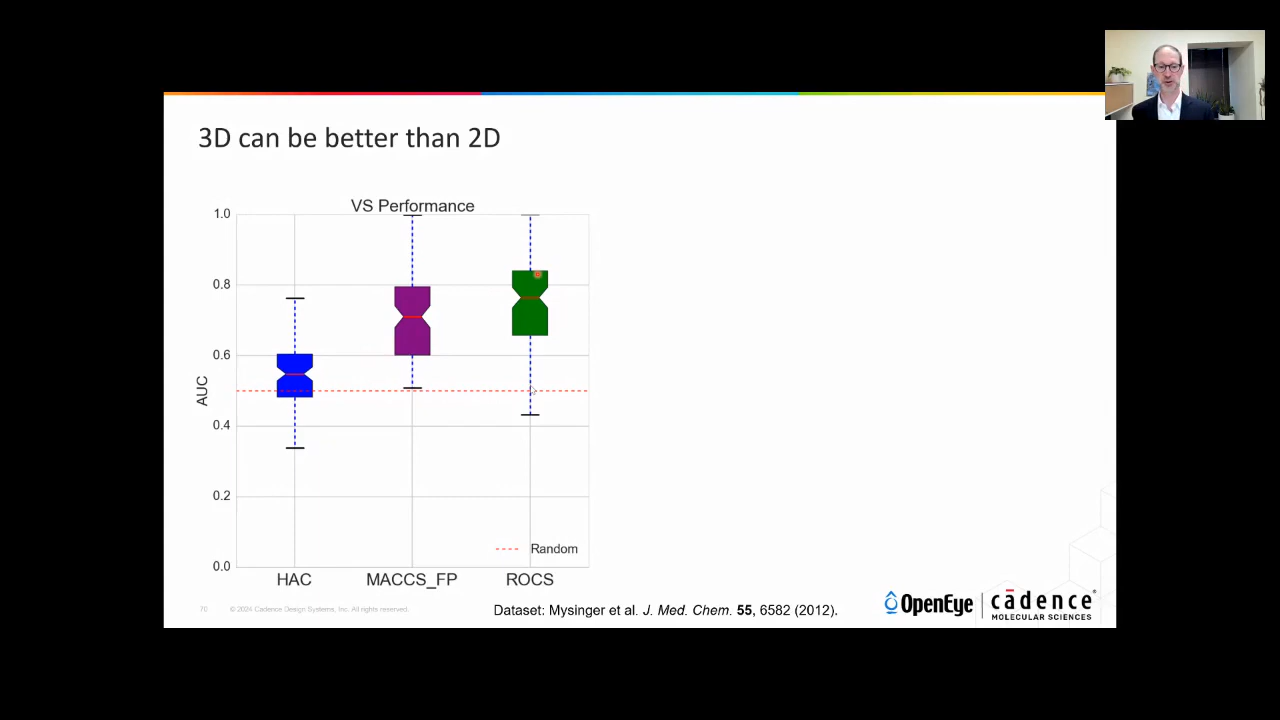 3D can be better than 2D
VS Performance
1.0
0.8
0.6
0.4
0.2
0.0
AUC
Random
HAC
MACCS_FP
ROCS
70
© 2024 Cadence Design Systems, Inc. All rights reserved.
Dataset: Mysinger et al. J. Med. Chem. 55, 6582 (2012).
OpenEye
cādence®
MOLECULAR SCIENCES